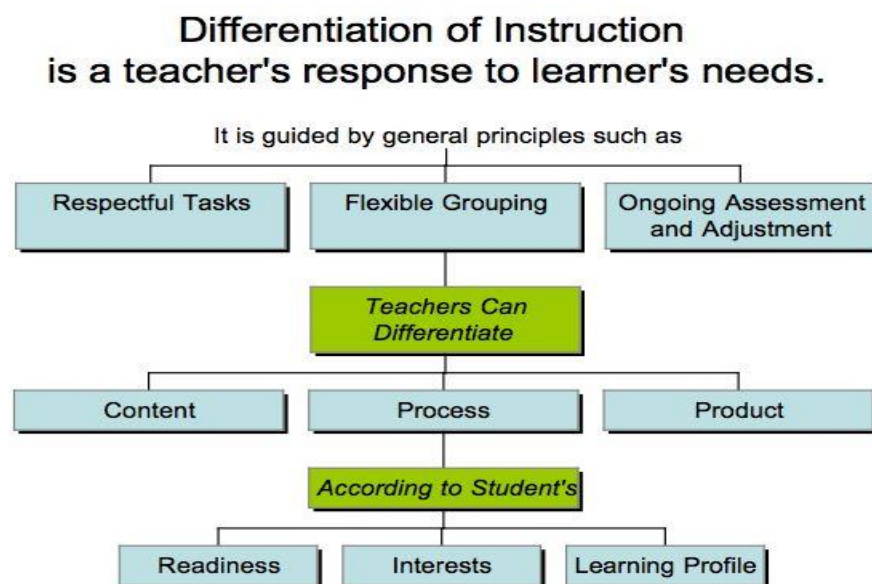 Differentiation of Instruction
is a teacher's response to learner's needs.
It is guided by general principles such as
Respectful Tasks
Flexible Grouping
Ongoing Assessment
and Adjustment
Teachers Can
Differentiate
Content
Process
Product
According to Student's
Readiness
Interests
Learning Profile